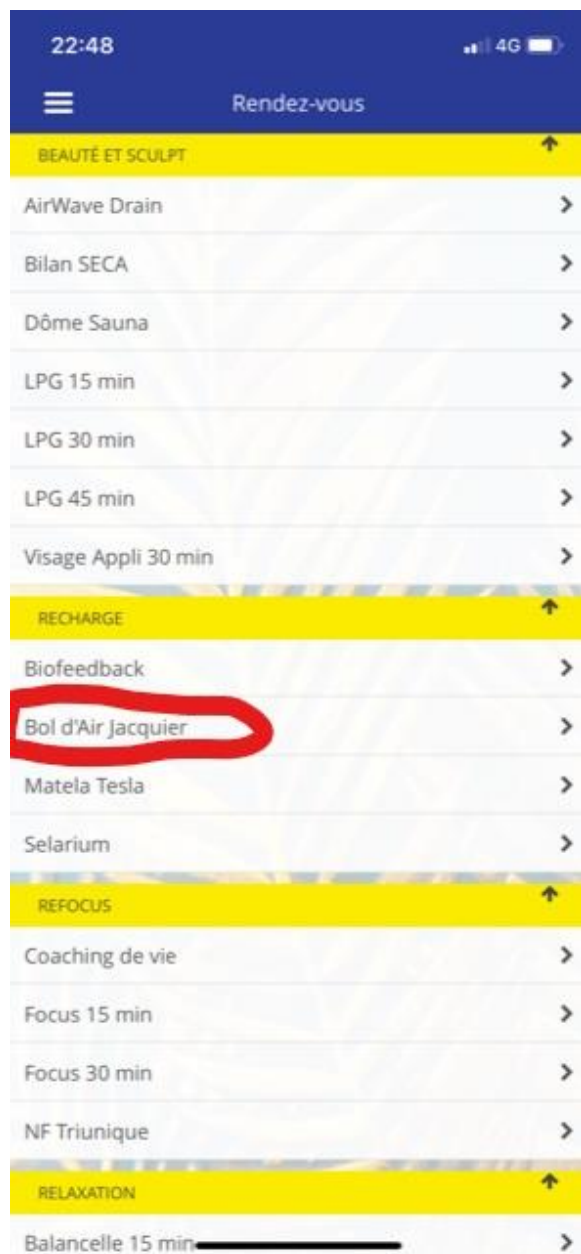 22:48 4G
Rendez-vous
BEAUTÉ ET SCULPT
AirWave Drain
Bilan SECA
Dôme Sauna
LPG 15 min
LPG 30 min
LPG 45 min
Visage Appli 30 min
RECHARGE
Biofeedback
Bol d'Air Jacquier
Matela Tesla
Selarium
REFOCUS
Coaching de vie
Focus 15 min
Focus 30 min
NF Triunique
RELAXATION
Balancelle 15 min